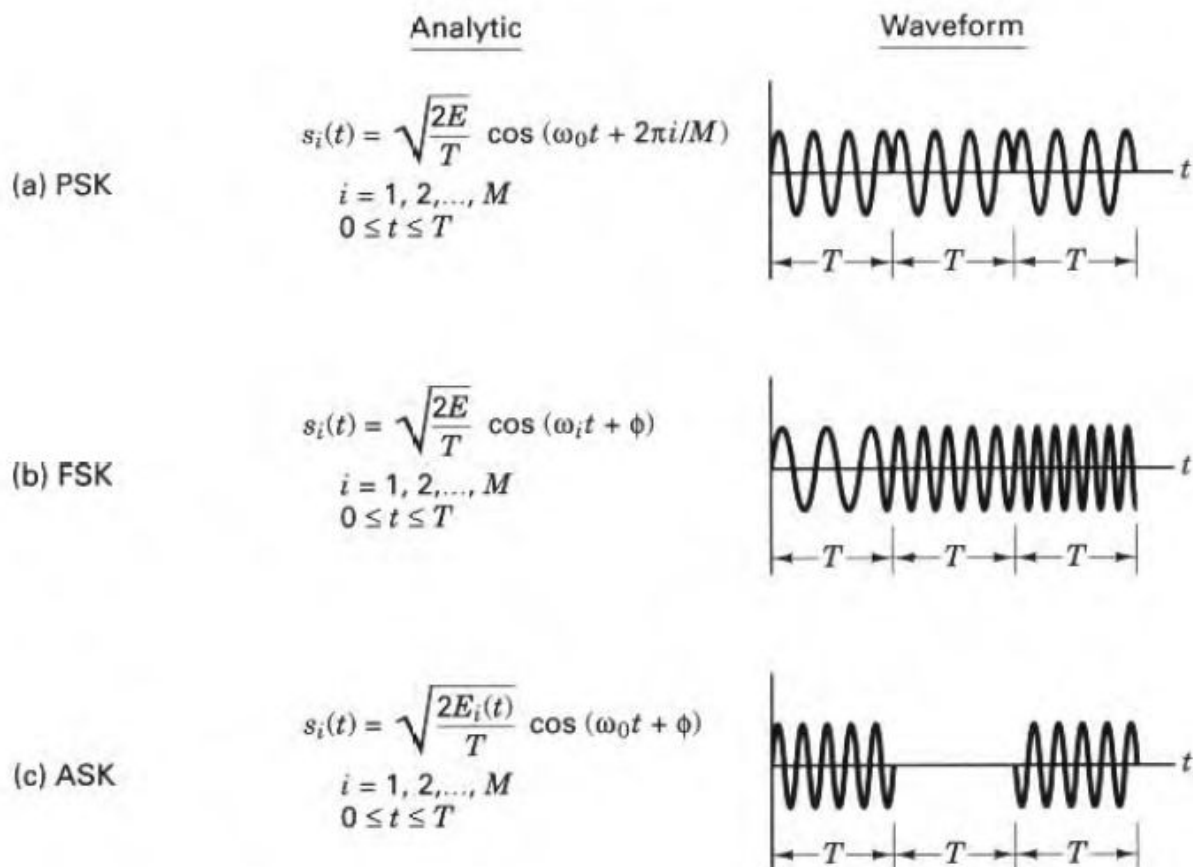 Analytic Waveform
(a) PSK
s_i(t) = √(2E/T) cos (ω₀t + 2πi/M)
i = 1, 2,..., M
0 ≤ t ≤ T
t
T T T
(b) FSK
s_i(t) = √(2E/T) cos (ω_i t + ϕ)
i = 1, 2,..., M
0 ≤ t ≤ T
t
T T T
(c) ASK
s_i(t) = √(2E_i(t)/T) cos (ω₀t + ϕ)
i = 1, 2,..., M
0 ≤ t ≤ T
t
T T T